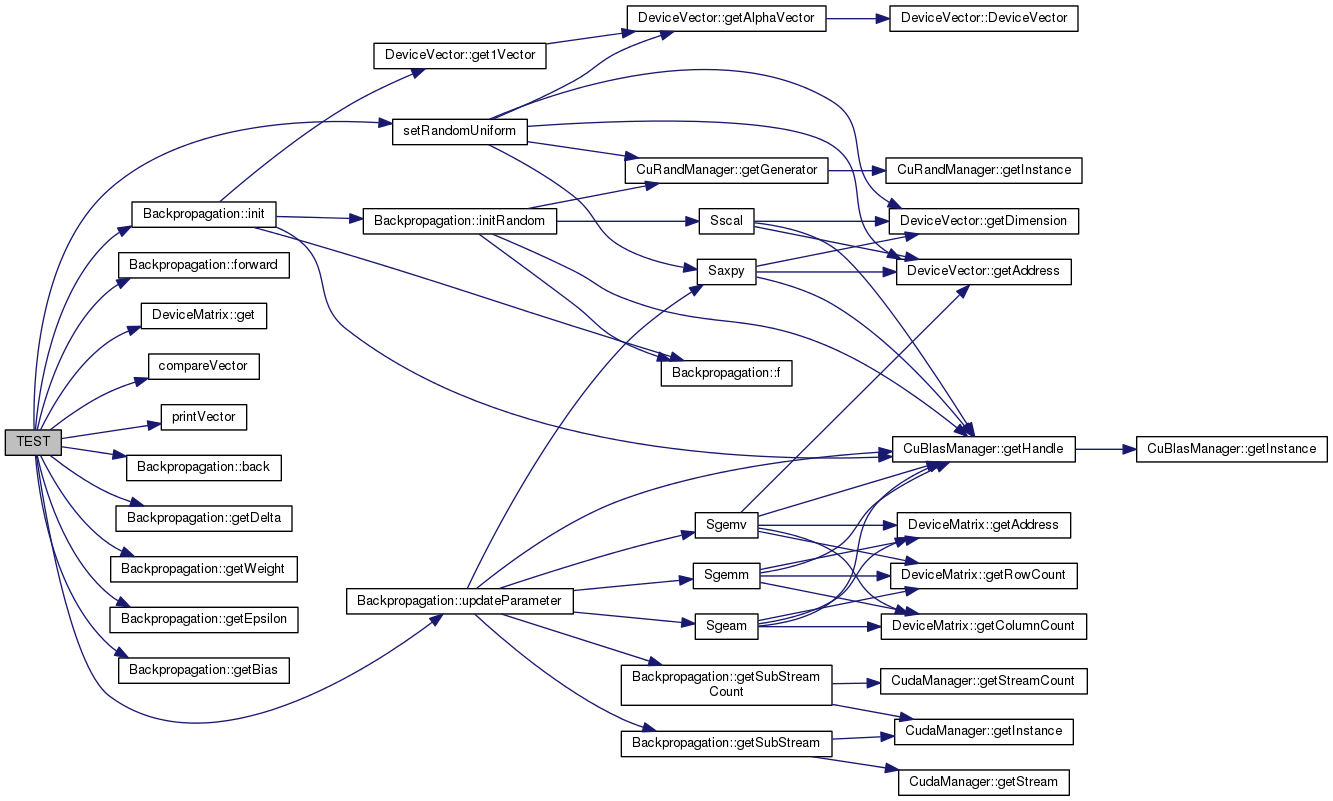 DeviceVector::getAlphaVector
DeviceVector::DeviceVector
DeviceVector::get1Vector
setRandomUniform
CuRandManager::getGenerator
CuRandManager::getInstance
Backpropagation::init
Backpropagation::initRandom
Sscal
DeviceVector::getDimension
Backpropagation::forward
Saxpy
DeviceVector::getAddress
DeviceMatrix::get
compareVector
Backpropagation::f
printVector
TEST
CuBlasManager::getHandle
CuBlasManager::getInstance
Backpropagation::back
Backpropagation::getDelta
Sgemv
DeviceMatrix::getAddress
Backpropagation::getWeight
Sgemm
DeviceMatrix::getRowCount
Backpropagation::updateParameter
Backpropagation::getEpsilon
Sgeam
DeviceMatrix::getColumnCount
Backpropagation::getBias
Backpropagation::getSubStream
Count
CudaManager::getStreamCount
CudaManager::getInstance
Backpropagation::getSubStream
CudaManager::getStream